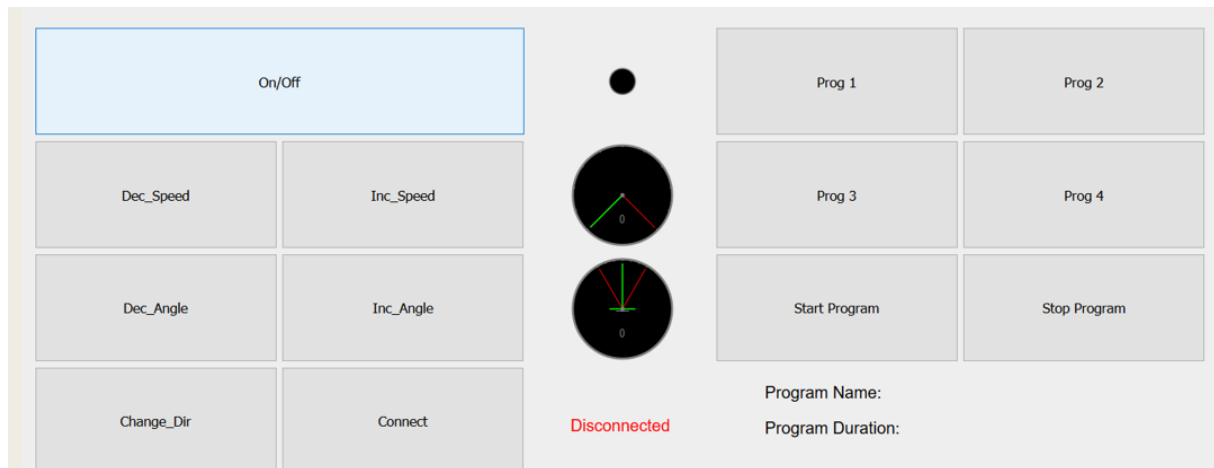 On/Off
Prog 1
Prog 2
Dec_Speed
Inc_Speed
0
Prog 3
Prog 4
Dec_Angle
Inc_Angle
0
Start Program
Stop Program
Change_Dir
Connect
Disconnected
Program Name:
Program Duration: